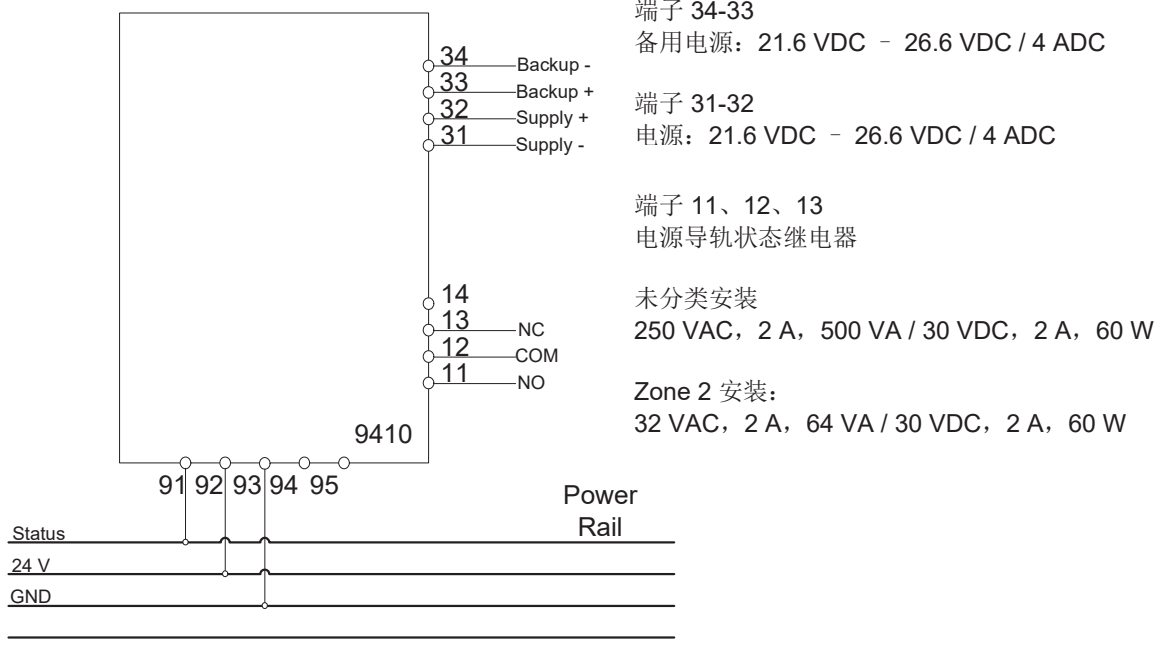 34
Backup -
33
Backup +
32
Supply +
31
Supply -
14
13
NC
12
COM
11
NO
9410
91 92 93 94 95
Power
Rail
Status
24 V
GND
端子 34-33
备用电源：21.6 VDC – 26.6 VDC / 4 ADC
端子 31-32
电源：21.6 VDC – 26.6 VDC / 4 ADC
端子 11、12、13
电源导轨状态继电器
未分类安装
250 VAC，2 A，500 VA / 30 VDC，2 A，60 W
Zone 2 安装：
32 VAC，2 A，64 VA / 30 VDC，2 A，60 W